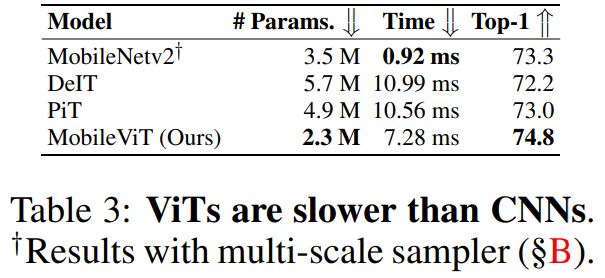 Model # Params. ⇓ Time ⇓ Top-1 ⇑
MobileNetv2† 3.5 M 0.92 ms 73.3
DeIT 5.7 M 10.99 ms 72.2
PiT 4.9 M 10.56 ms 73.0
MobileViT (Ours) 2.3 M 7.28 ms 74.8
Table 3: ViTs are slower than CNNs.
†Results with multi-scale sampler (§B).